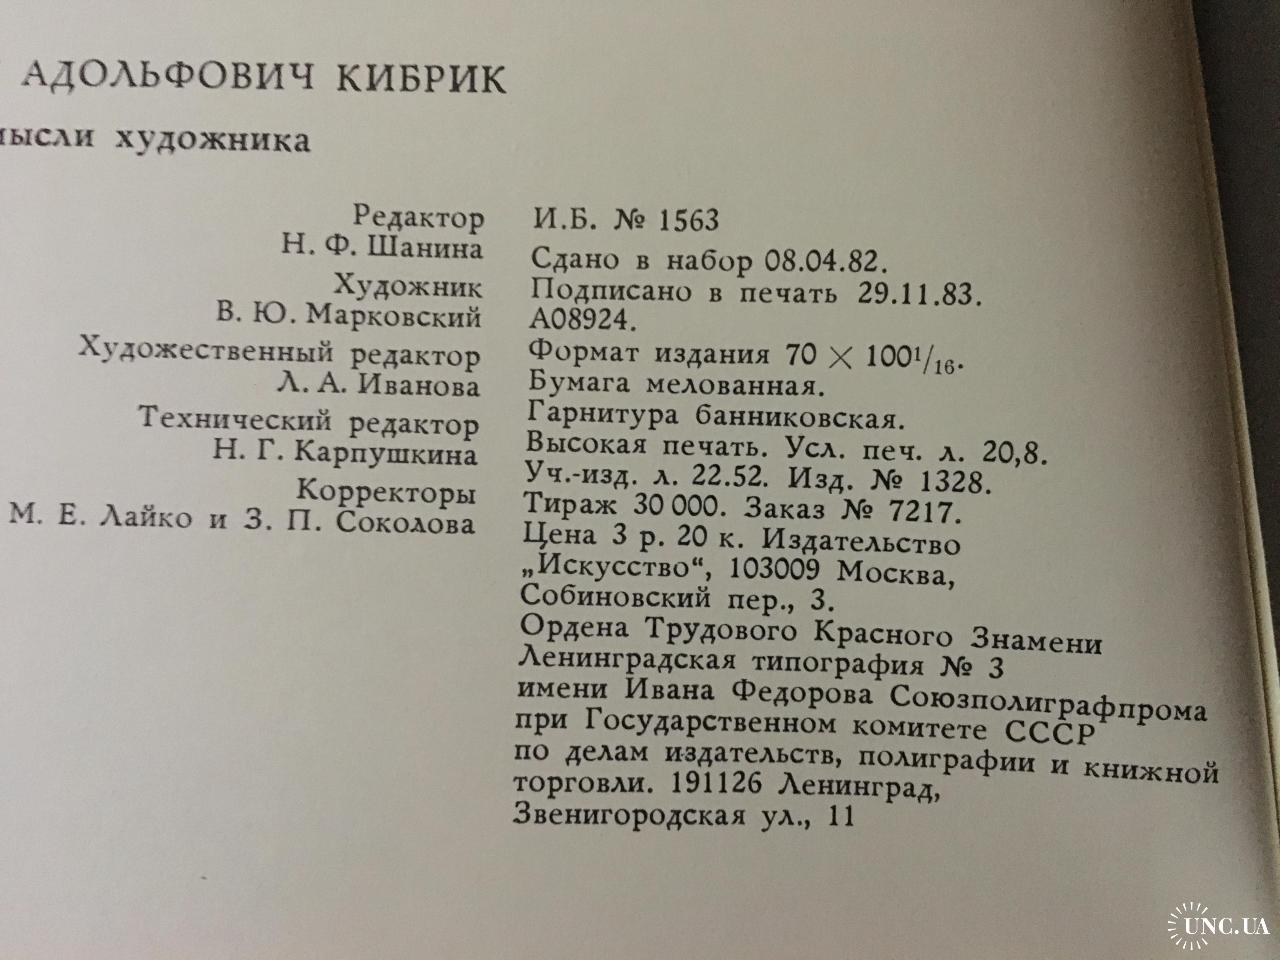 АДОЛЬФОВИЧ КИБРИК
художника
Редактор
Н. Ф. Шанина
Художник
В. Ю. Марковский
Художественный редактор
Л. А. Иванова
Технический редактор
Н. Г. Карпушкина
Корректоры
М. Е. Лайко и З. П. Соколова
И.Б. № 1563
Сдано в набор 08.04.82.
Подписано в печать 29.11.83.
А08924.
Формат издания 70 × 100¹/₁₆.
Бумага мелованная.
Гарнитура банниковская.
Высокая печать. Усл. печ. л. 20,8.
Уч.-изд. л. 22.52. Изд. № 1328.
Тираж 30 000. Заказ № 7217.
Цена 3 р. 20 к. Издательство
„Искусство“, 103009 Москва,
Собиновский пер., 3.
Ордена Трудового Красного Знамени
Ленинградская типография № 3
имени Ивана Федорова Союзполиграфпрома
при Государственном комитете СССР
по делам издательств, полиграфии и книжной
торговли. 191126 Ленинград,
Звенигородская ул., 11
UNC.UA